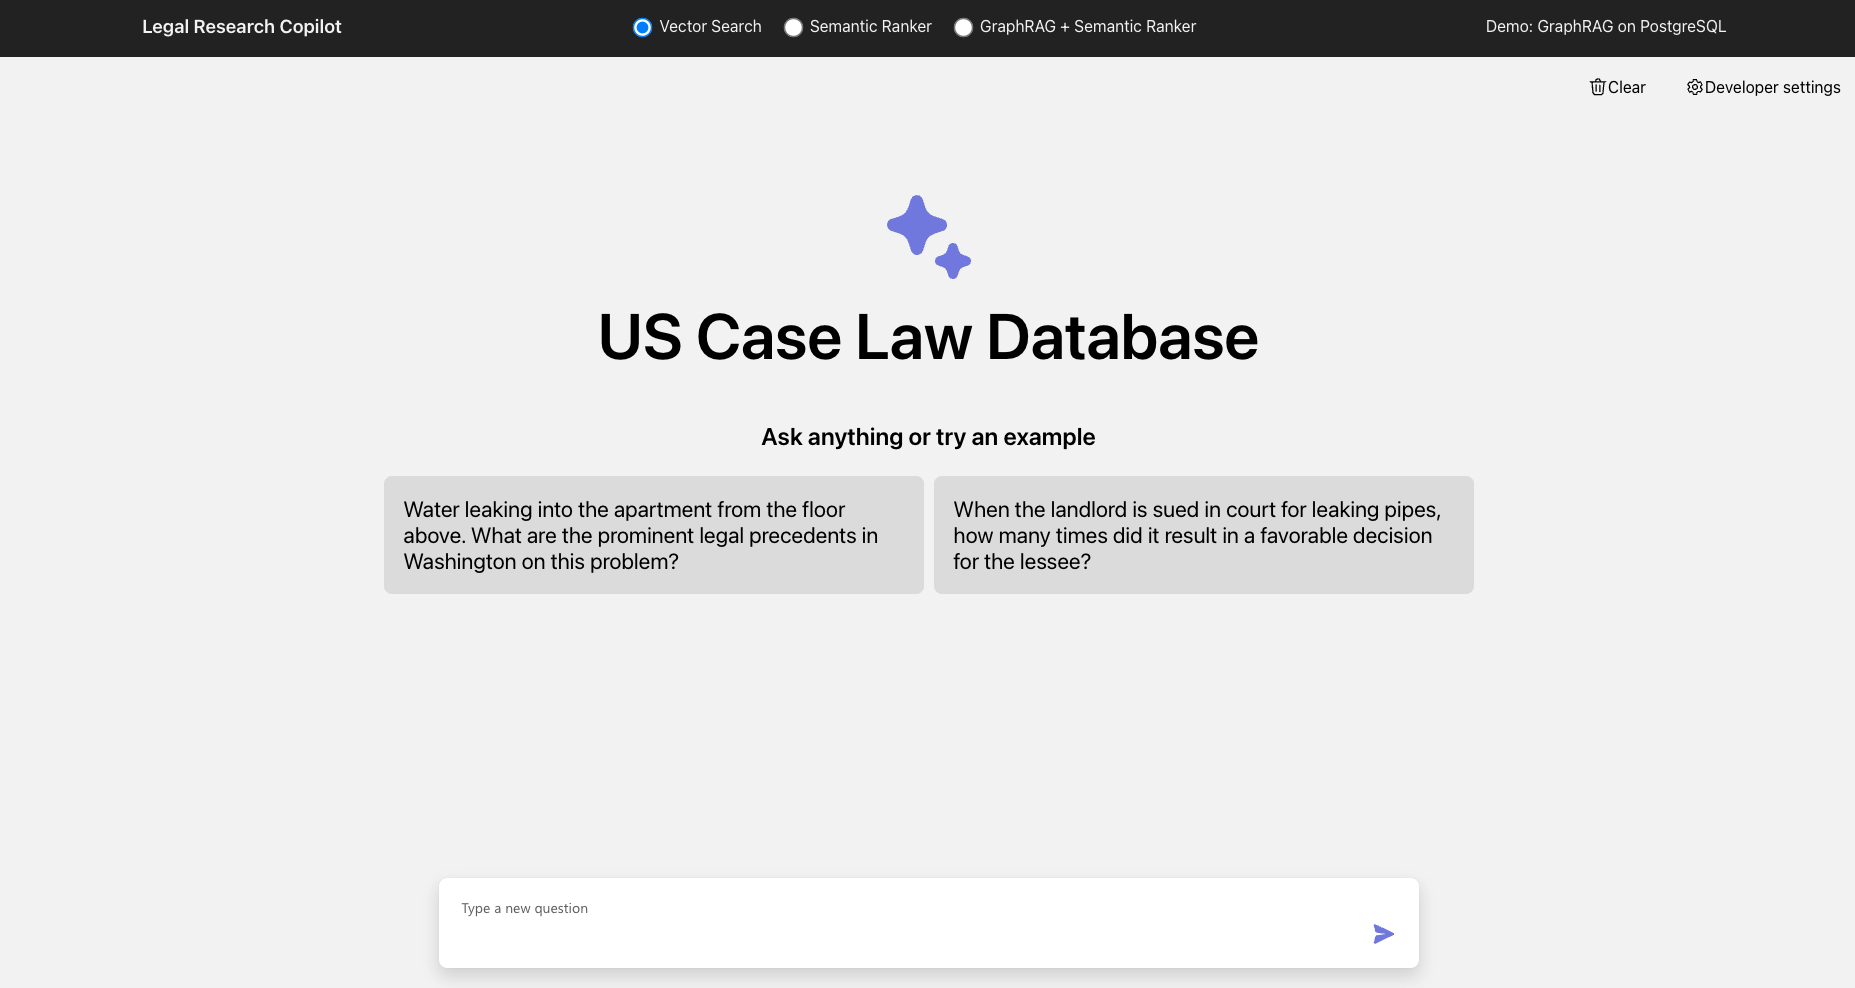 Legal Research Copilot
Vector Search
Semantic Ranker
GraphRAG + Semantic Ranker
Demo: GraphRAG on PostgreSQL
Clear
Developer settings
US Case Law Database
Ask anything or try an example
Water leaking into the apartment from the floor
above. What are the prominent legal precedents in
Washington on this problem?
When the landlord is sued in court for leaking pipes,
how many times did it result in a favorable decision
for the lessee?
Type a new question